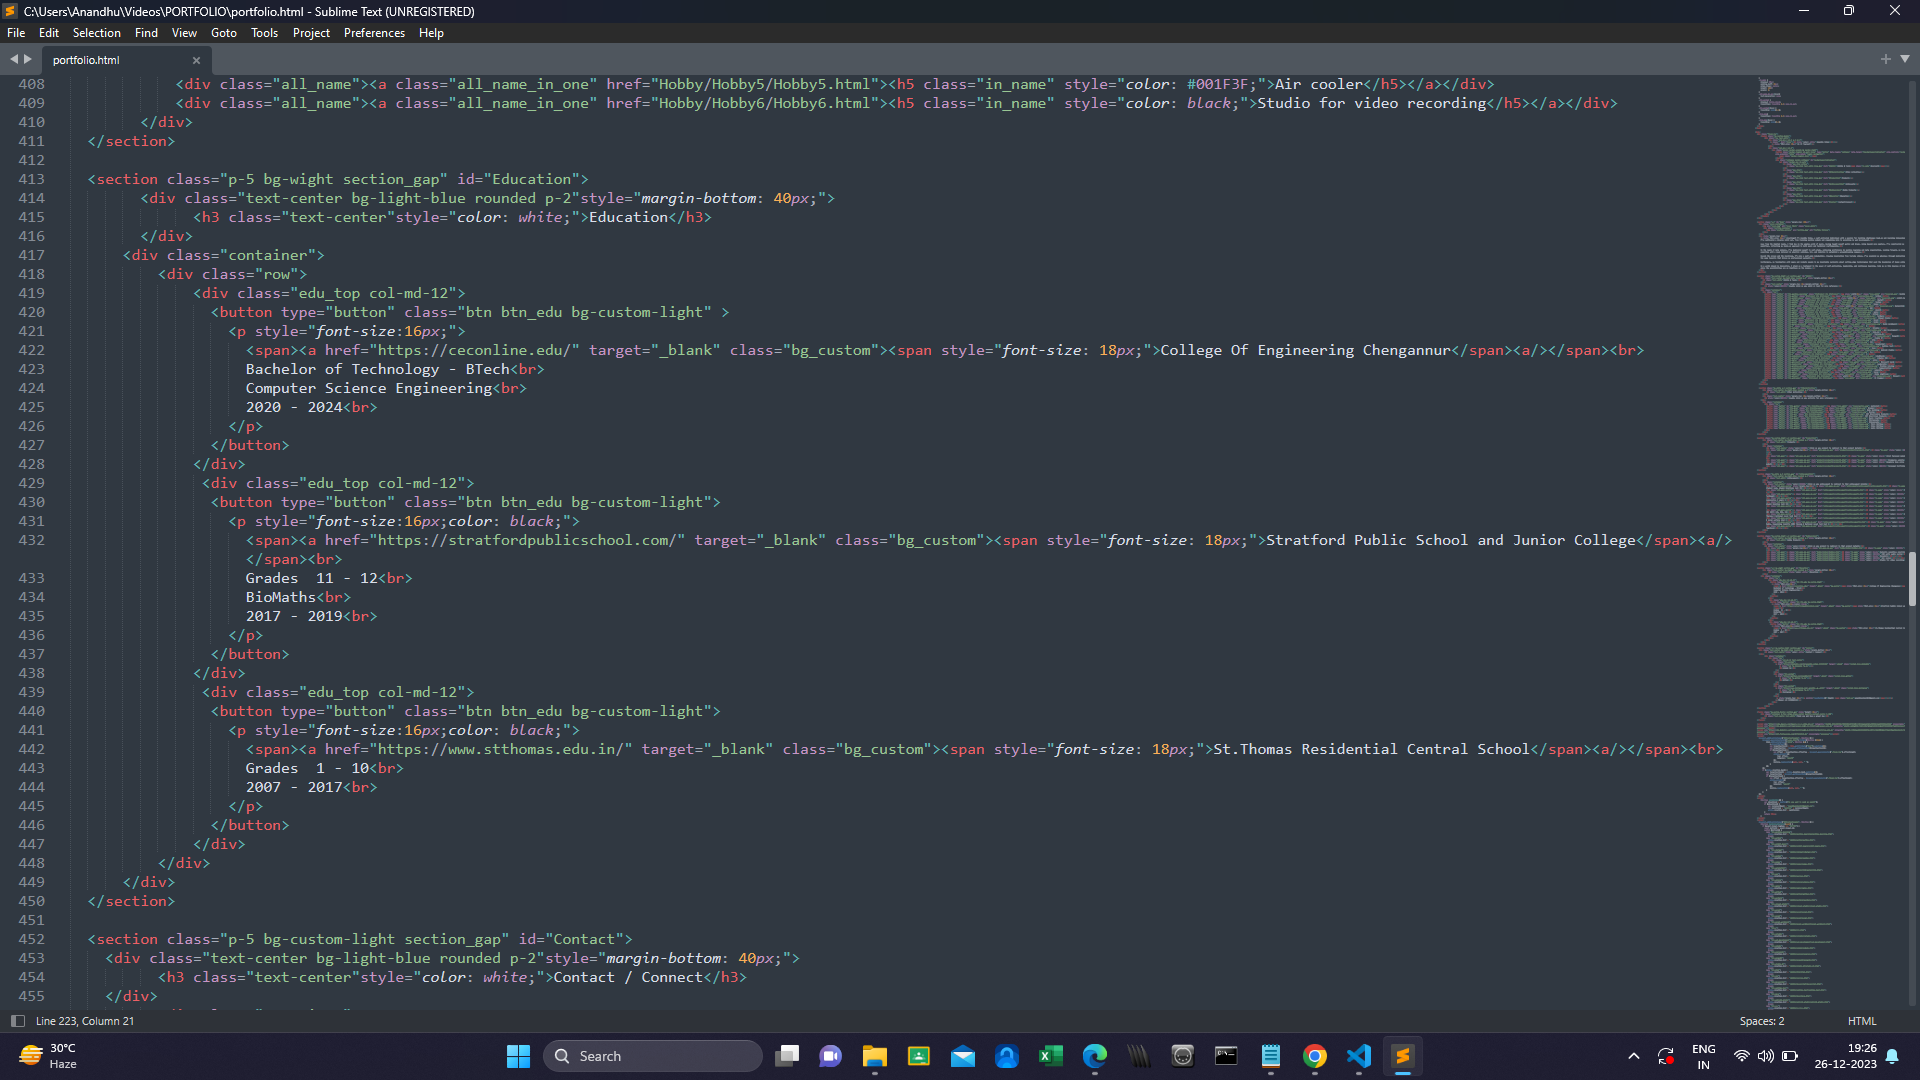 C:\Users\Anandhu\Videos\PORTFOLIO\portfolio.html - Sublime Text (UNREGISTERED)
File Edit Selection Find View Goto Tools Project Preferences Help
portfolio.html
408 <div class="all_name"><a class="all_name_in_one" href="Hobby/Hobby5/Hobby5.html"><h5 class="in_name" style="color: #001F3F;">Air cooler</h5></a></div>
409 <div class="all_name"><a class="all_name_in_one" href="Hobby/Hobby6/Hobby6.html"><h5 class="in_name" style="color: black;">Studio for video recording</h5></a></div>
410 </div>
411 </section>
412
413 <section class="p-5 bg-wight section_gap" id="Education">
414 <div class="text-center bg-light-blue rounded p-2"style="margin-bottom: 40px;">
415 <h3 class="text-center"style="color: white;">Education</h3>
416 </div>
417 <div class="container">
418 <div class="row">
419 <div class="edu_top col-md-12">
420 <button type="button" class="btn btn_edu bg-custom-light" >
421 <p style="font-size:16px;">
422 <span><a href="https://ceconline.edu/" target="_blank" class="bg_custom"><span style="font-size: 18px;">College Of Engineering Chengannur</span><a/></span><br>
423 Bachelor of Technology - BTech<br>
424 Computer Science Engineering<br>
425 2020 - 2024<br>
426 </p>
427 </button>
428 </div>
429 <div class="edu_top col-md-12">
430 <button type="button" class="btn btn_edu bg-custom-light">
431 <p style="font-size:16px;color: black;">
432 <span><a href="https://stratfordpublicschool.com/" target="_blank" class="bg_custom"><span style="font-size: 18px;">Stratford Public School and Junior College</span><a/>
</span><br>
433 Grades  11 - 12<br>
434 BioMaths<br>
435 2017 - 2019<br>
436 </p>
437 </button>
438 </div>
439 <div class="edu_top col-md-12">
440 <button type="button" class="btn btn_edu bg-custom-light">
441 <p style="font-size:16px;color: black;">
442 <span><a href="https://www.stthomas.edu.in/" target="_blank" class="bg_custom"><span style="font-size: 18px;">St.Thomas Residential Central School</span><a/></span><br>
443 Grades  1 - 10<br>
444 2007 - 2017<br>
445 </p>
446 </button>
447 </div>
448 </div>
449 </div>
450 </section>
451
452 <section class="p-5 bg-custom-light section_gap" id="Contact">
453 <div class="text-center bg-light-blue rounded p-2"style="margin-bottom: 40px;">
454 <h3 class="text-center"style="color: white;">Contact / Connect</h3>
455 </div>
Line 223, Column 21
Spaces: 2
HTML
30°C
Haze
Search
ENG
IN
19:26
26-12-2023